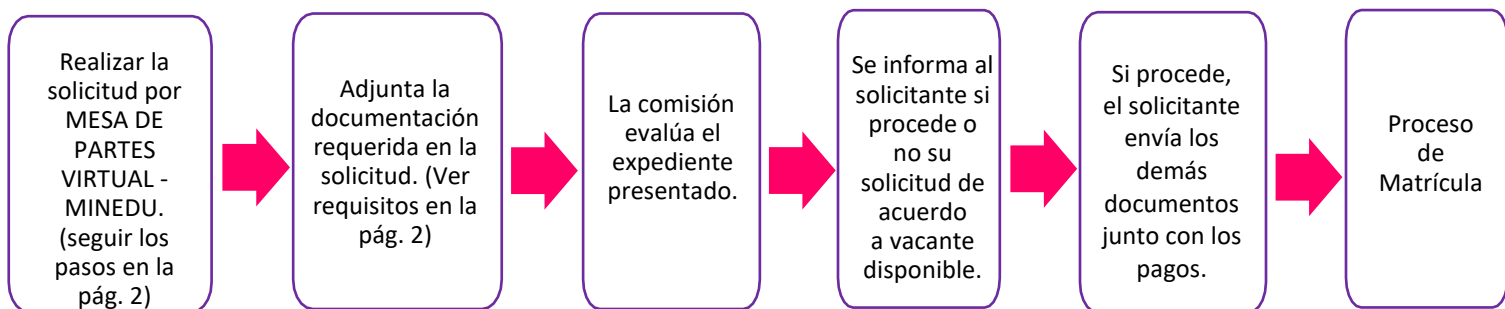 Realizar la
solicitud por
MESA DE
PARTES
VIRTUAL -
MINEDU.
(seguir los
pasos en la
pág. 2)
Adjunta la
documentación
requerida en la
solicitud. (Ver
requisitos en la
pág. 2)
La comisión
evalúa el
expediente
presentado.
Se informa al
solicitante si
procede o
no su
solicitud de
acuerdo
a vacante
disponible.
Si procede,
el solicitante
envía los
demás
documentos
junto con los
pagos.
Proceso
de
Matrícula